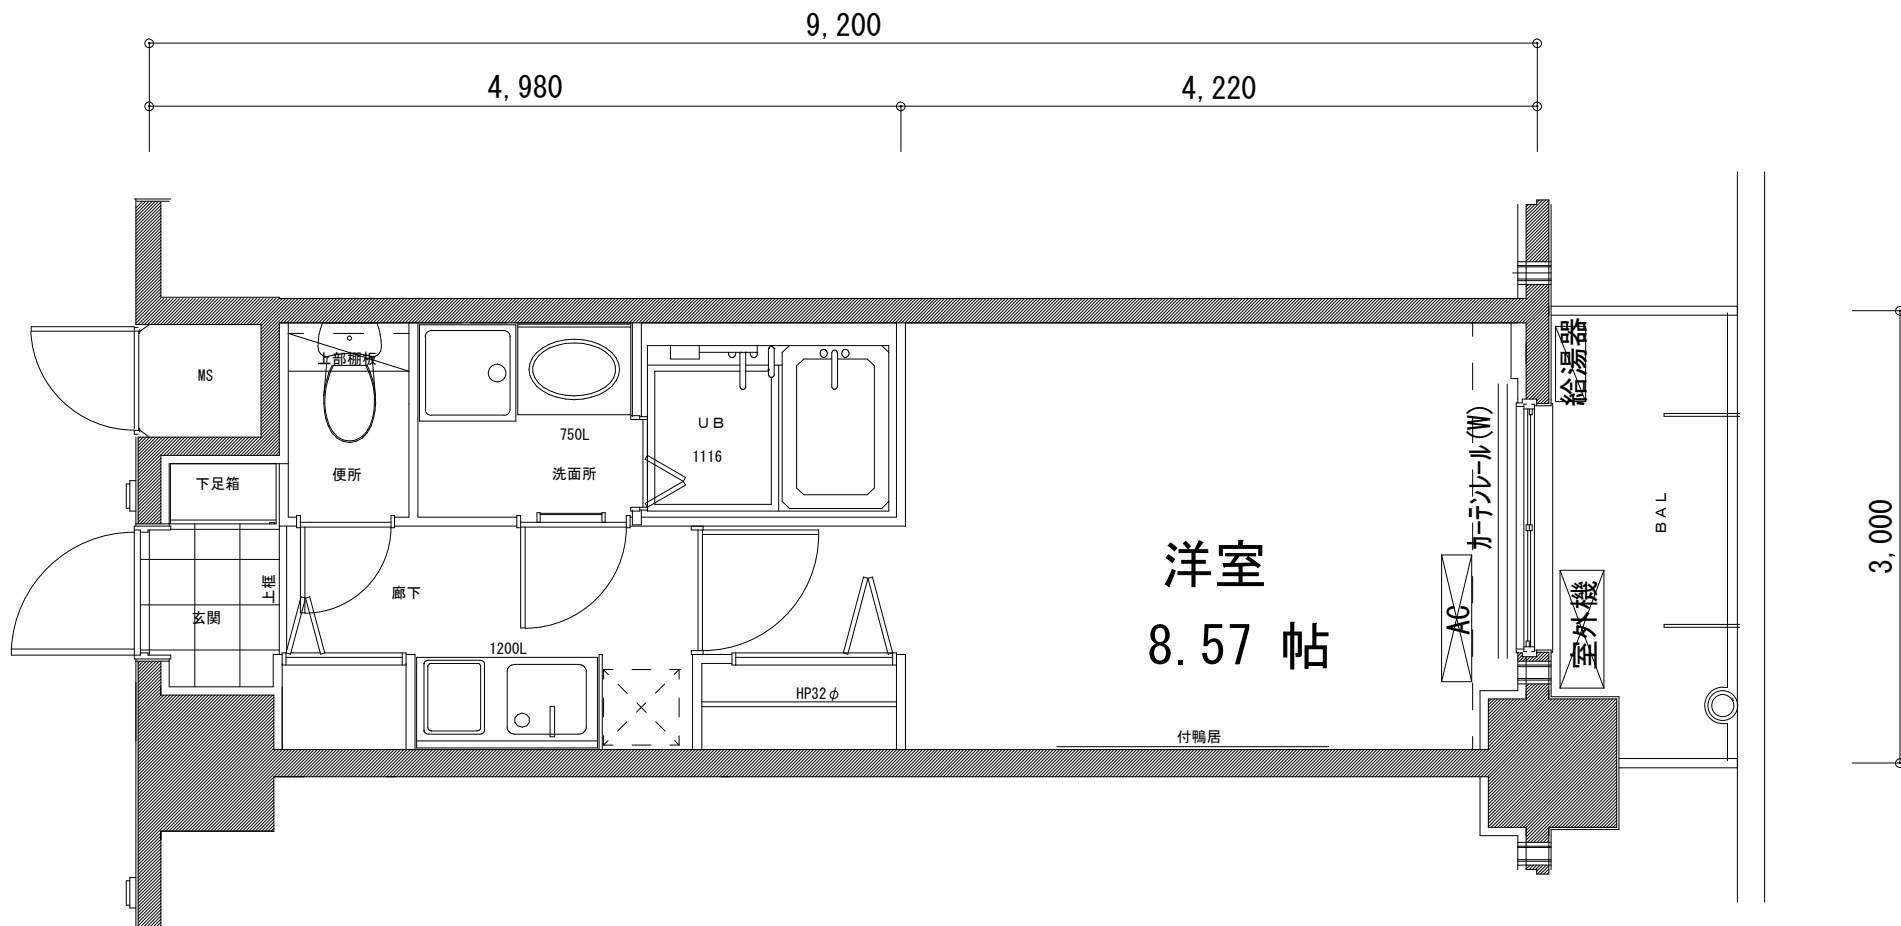 9,200
4,980
4,220
MS
上部棚板
給湯器
UB
1116
750L
便所
洗面所
下足箱
カーテンレール(W)
BAL
3,000
洋室
8.57 帖
上框
廊下
玄関
AC
室外機
1200L
HP32φ
付鴨居